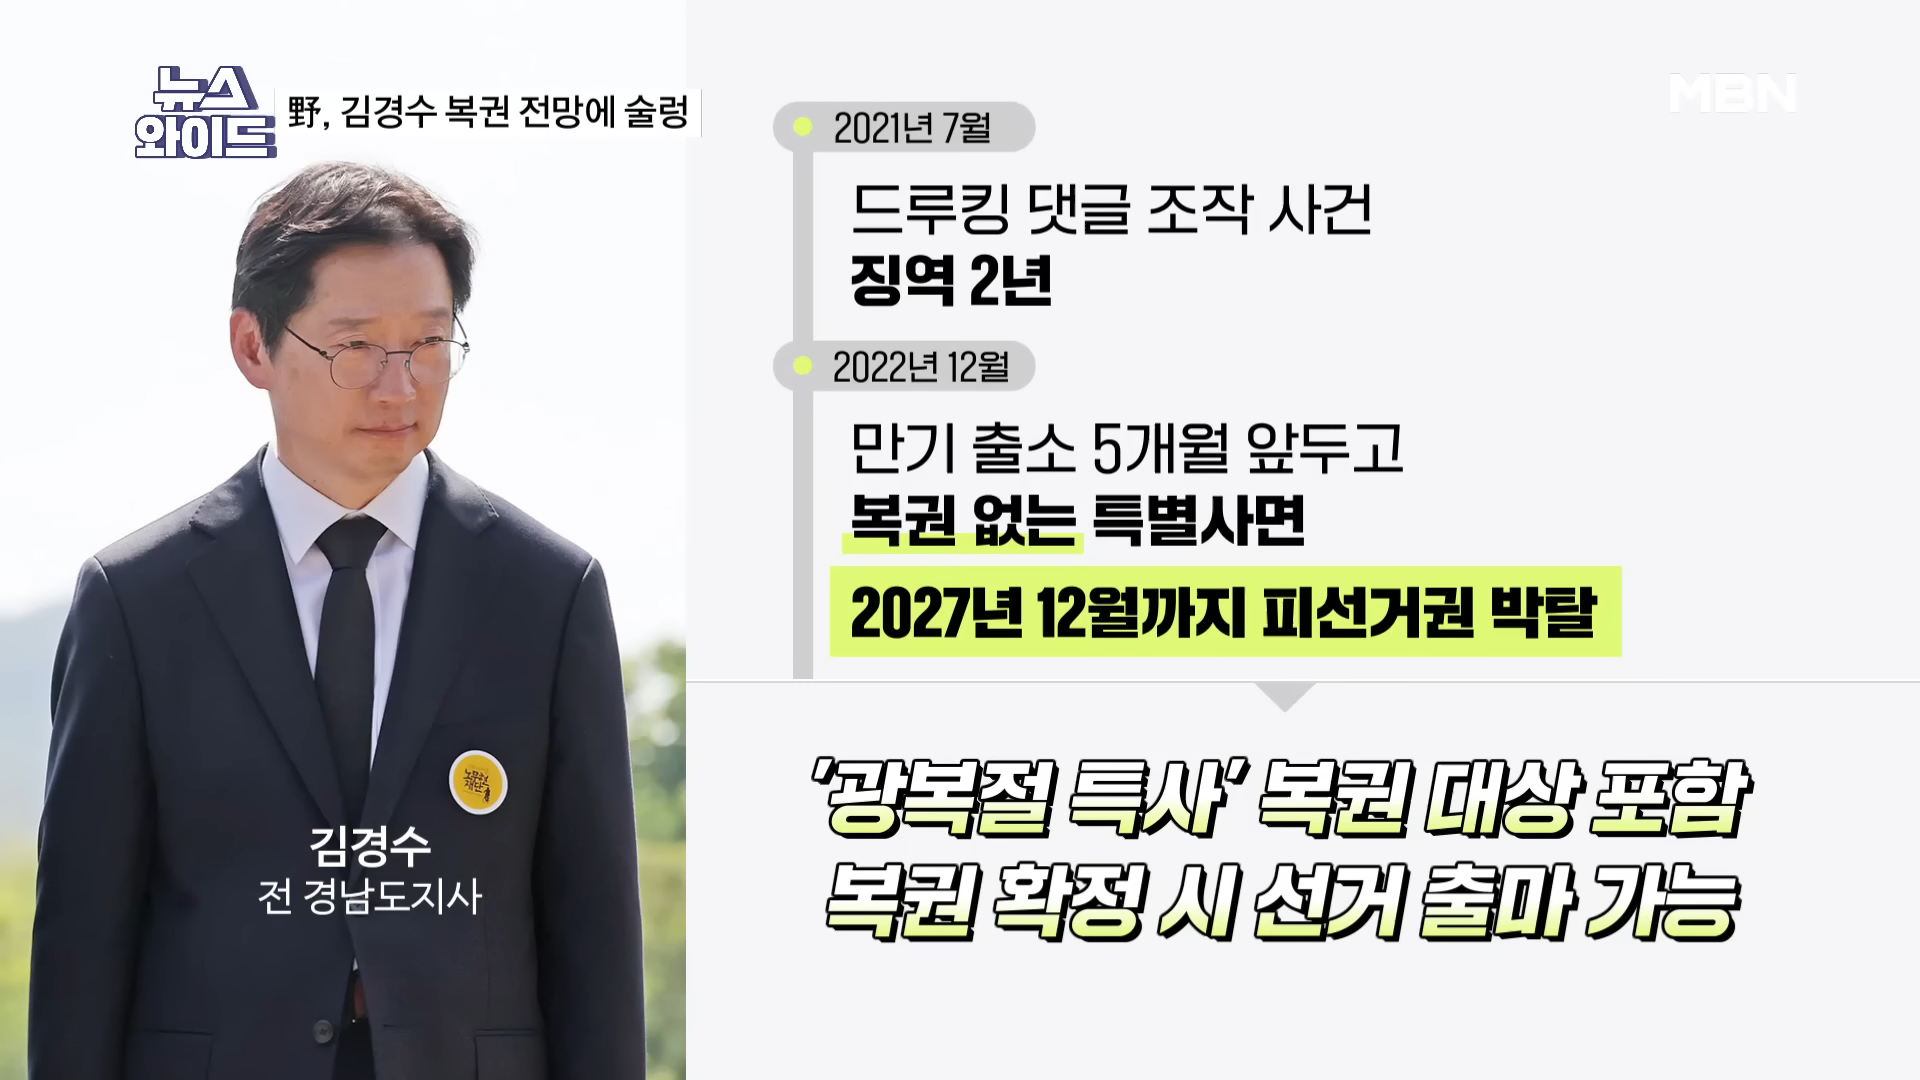 뉴스
와이드
野, 김경수 복권 전망에 술렁
MBN
2021년 7월
드루킹 댓글 조작 사건
징역 2년
2022년 12월
만기 출소 5개월 앞두고
복권 없는 특별사면
2027년 12월까지 피선거권 박탈
'광복절 특사' 복권 대상 포함
복권 확정 시 선거 출마 가능
노무현
재단
김경수
전 경남도지사